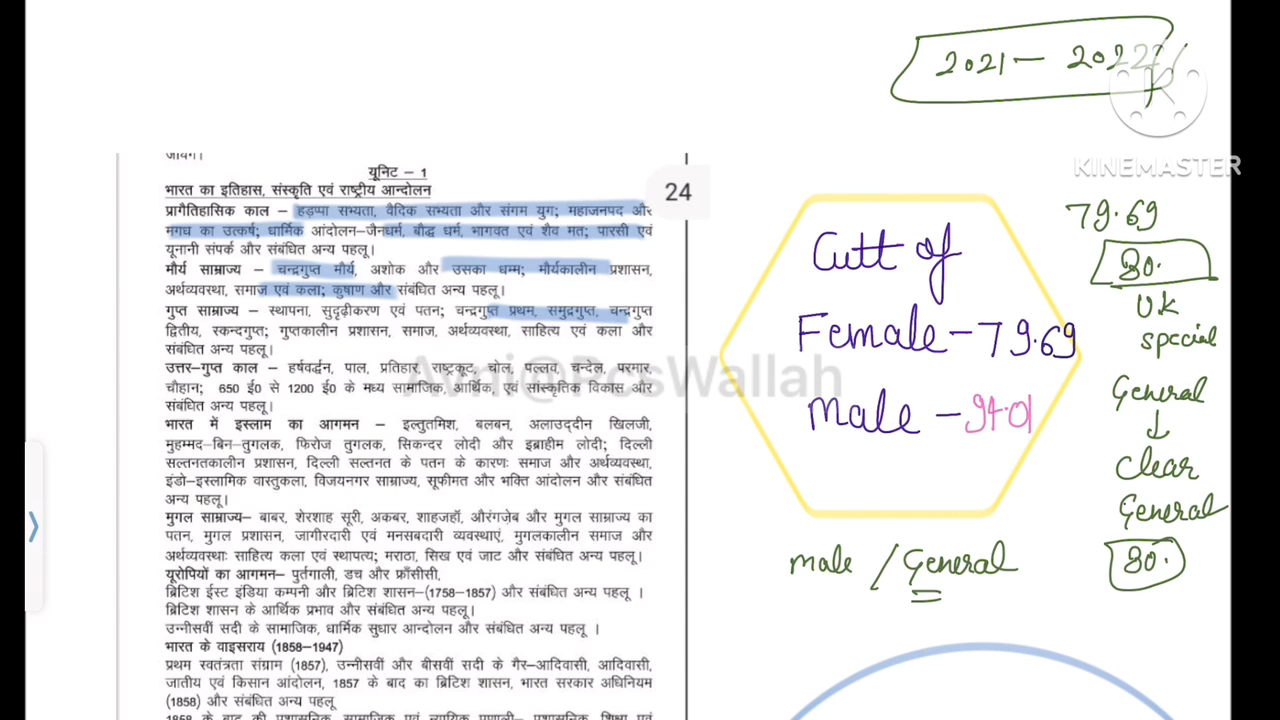 2021 - 2022
KINEMASTER
जायेंगे।
यूनिट – 1
24
भारत का इतिहास, संस्कृति एवं राष्ट्रीय आन्दोलन
प्रागैतिहासिक काल – हड़प्पा सभ्यता, वैदिक सभ्यता और संगम युग; महाजनपद और
मगध का उत्कर्ष; धार्मिक आंदोलन–जैनधर्म, बौद्ध धर्म, भागवत एवं शैव मत; पारसी एवं
यूनानी संपर्क और संबंधित अन्य पहलू।
मौर्य साम्राज्य – चन्द्रगुप्त मौर्य, अशोक और उसका धम्म; मौर्यकालीन प्रशासन,
अर्थव्यवस्था, समाज एवं कला; कुषाण और संबंधित अन्य पहलू।
गुप्त साम्राज्य – स्थापना, सुदृढ़ीकरण एवं पतन; चन्द्रगुप्त प्रथम, समुद्रगुप्त, चन्द्रगुप्त
द्वितीय, स्कन्दगुप्त; गुप्तकालीन प्रशासन, समाज, अर्थव्यवस्था, साहित्य एवं कला और
संबंधित अन्य पहलू।
उत्तर–गुप्त काल – हर्षवर्द्धन, पाल, प्रतिहार, राष्ट्रकूट, चोल, पल्लव, चन्देल, परमार,
चौहान; 650 ई0 से 1200 ई0 के मध्य सामाजिक, आर्थिक, एवं सांस्कृतिक विकास और
संबंधित अन्य पहलू।
भारत में इस्लाम का आगमन – इल्तुतमिश, बलबन, अलाउद्दीन खिलजी,
मुहम्मद–बिन–तुगलक, फिरोज तुगलक, सिकन्दर लोदी और इब्राहीम लोदी; दिल्ली
सल्तनतकालीन प्रशासन, दिल्ली सल्तनत के पतन के कारणः समाज और अर्थव्यवस्था,
इंडो–इस्लामिक वास्तुकला, विजयनगर साम्राज्य, सूफीमत और भक्ति आंदोलन और संबंधित
अन्य पहलू।
मुगल साम्राज्य– बाबर, शेरशाह सूरी, अकबर, शाहजहाँ, औरंगज़ेब और मुगल साम्राज्य का
पतन, मुगल प्रशासन, जागीरदारी एवं मनसबदारी व्यवस्थाएं, मुगलकालीन समाज और
अर्थव्यवस्थाः साहित्य कला एवं स्थापत्य; मराठा, सिख एवं जाट और संबंधित अन्य पहलू।
यूरोपियों का आगमन– पुर्तगाली, डच और फ्राँसीसी,
ब्रिटिश ईस्ट इंडिया कम्पनी और ब्रिटिश शासन–(1758–1857) और संबंधित अन्य पहलू ।
ब्रिटिश शासन के आर्थिक प्रभाव और संबंधित अन्य पहलू।
उन्नीसवीं सदी के सामाजिक, धार्मिक सुधार आन्दोलन और संबंधित अन्य पहलू ।
भारत के वाइसराय (1858–1947)
प्रथम स्वतंत्रता संग्राम (1857), उन्नीसवीं और बीसवीं सदी के गैर–आदिवासी, आदिवासी,
जातीय एवं किसान आंदोलन, 1857 के बाद का ब्रिटिश शासन, भारत सरकार अधिनियम
(1858) और संबंधित अन्य पहलू
1858 के बाद की प्रशासनिक, सामाजिक एवं न्यायिक प्रणाली– प्रशासनिक, शिक्षा एवं
Avni@PcsWallah
Cutt of
Female - 79.69
male - 94.01
male / General
79.69
80.
UK
special
General
↓
Clear
General
80.